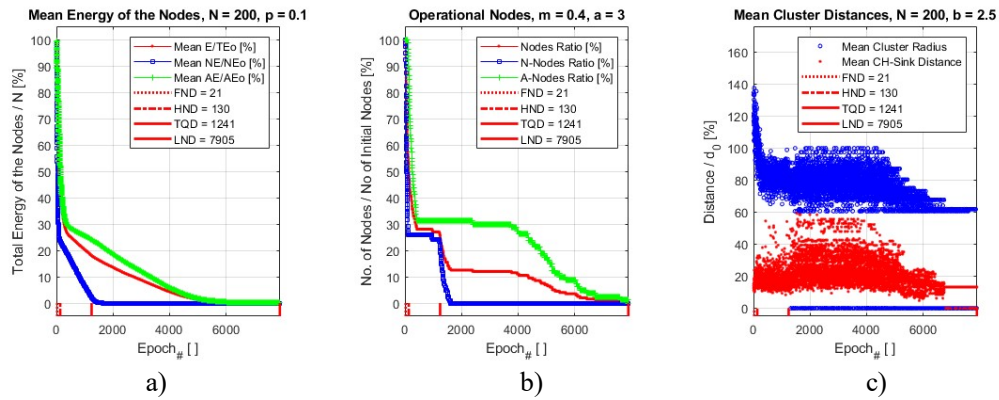 Mean Energy of the Nodes, N = 200, p = 0.1
Total Energy of the Nodes / N [%]
100
90
80
70
60
50
40
30
20
10
0
Mean E/TEo [%]
Mean NE/NEo [%]
Mean AE/AEo [%]
FND = 21
HND = 130
TQD = 1241
LND = 7905
0 2000 4000 6000
Epoch# [ ]
a)
Operational Nodes, m = 0.4, a = 3
No. of Nodes / No of Initial Nodes [%]
100
90
80
70
60
50
40
30
20
10
0
Nodes Ratio [%]
N-Nodes Ratio [%]
A-Nodes Ratio [%]
FND = 21
HND = 130
TQD = 1241
LND = 7905
0 2000 4000 6000
Epoch# [ ]
b)
Mean Cluster Distances, N = 200, b = 2.5
Distance / d0 [%]
160
140
120
100
80
60
40
20
0
Mean Cluster Radius
Mean CH-Sink Distance
FND = 21
HND = 130
TQD = 1241
LND = 7905
0 2000 4000 6000
Epoch# [ ]
c)